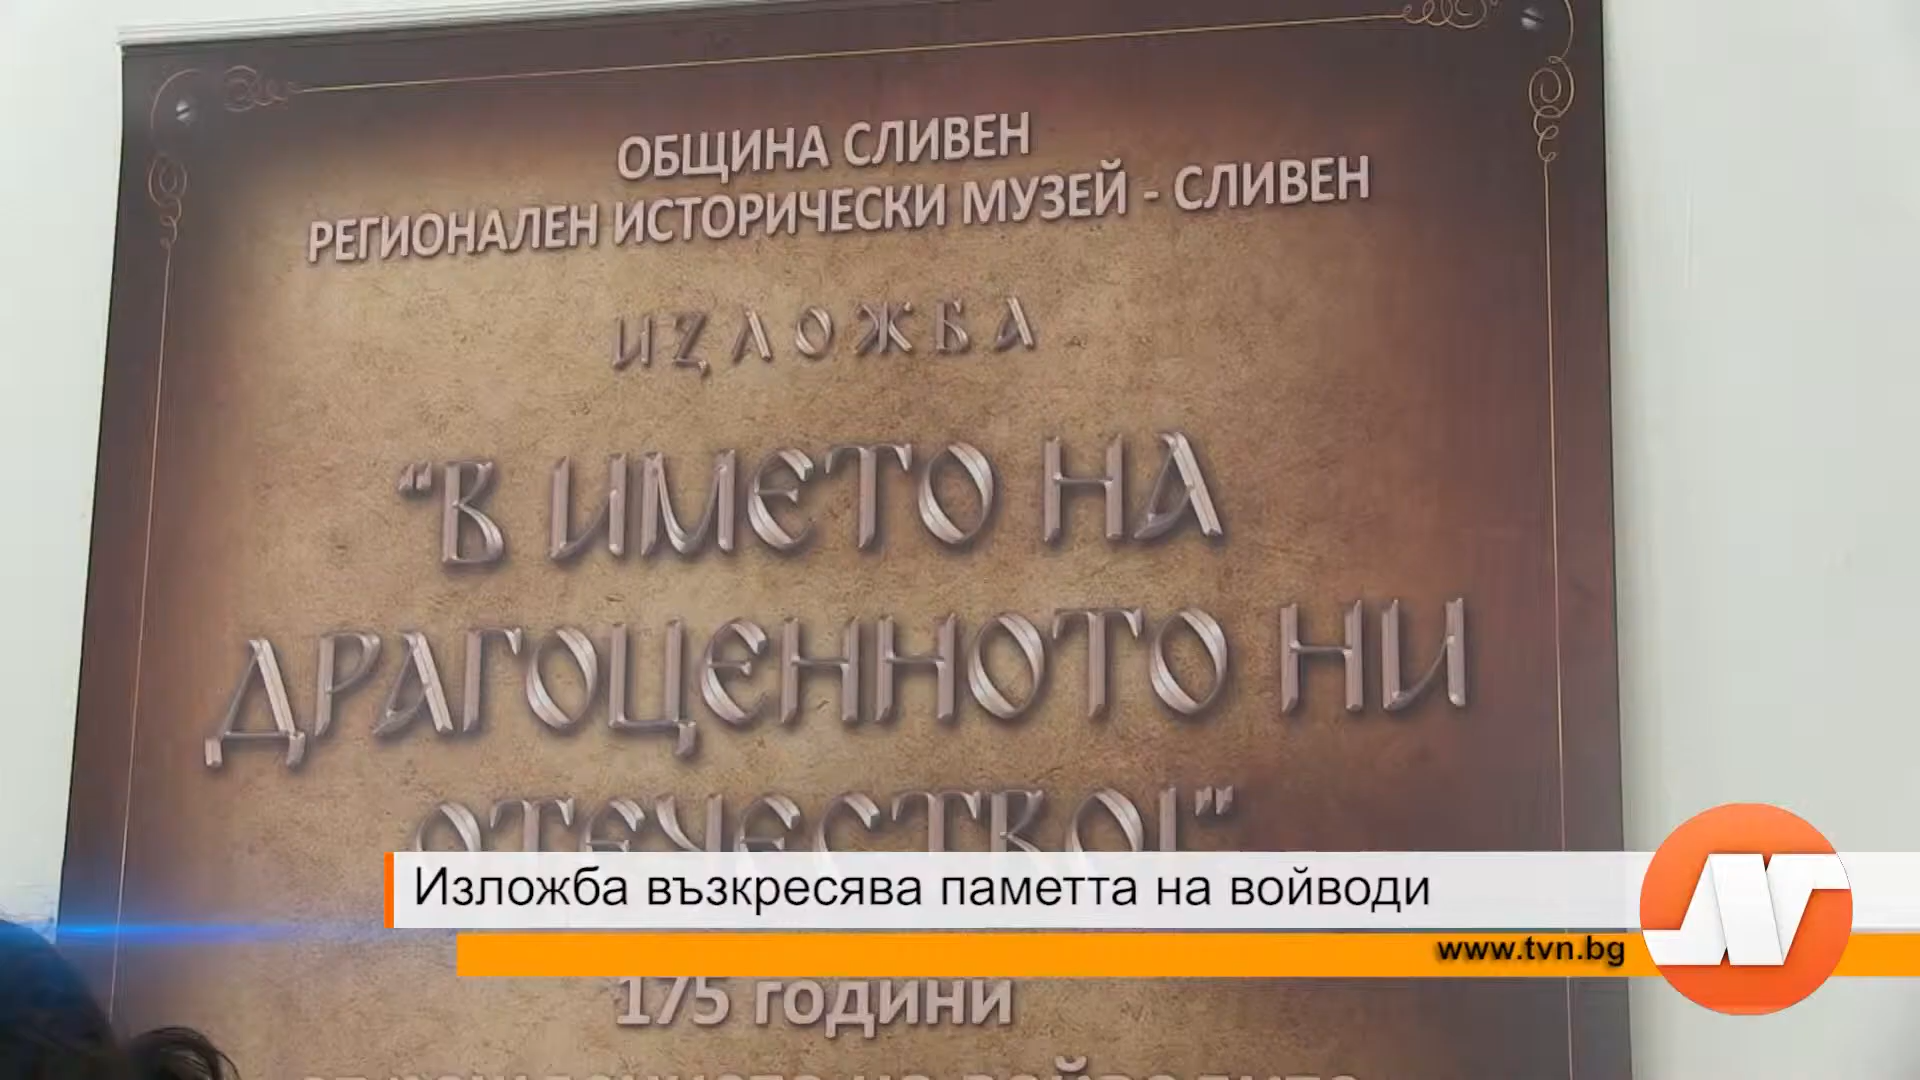 ОБЩИНА СЛИВЕН
РЕГИОНАЛЕН ИСТОРИЧЕСКИ МУЗЕЙ - СЛИВЕН
ИЗЛОЖБА
"В ИМЕТО НА
ДРАГОЦЕННОТО НИ
ОТЕЧЕСТВО!"
Изложба възкресява паметта на войводи
www.tvn.bg
175 години